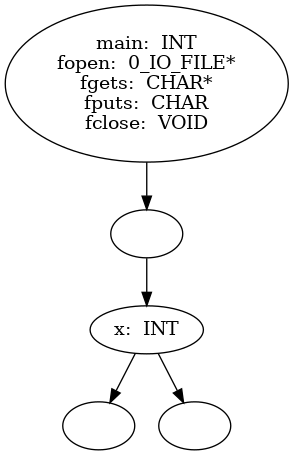 main: INT
fopen: 0_IO_FILE*
fgets: CHAR*
fputs: CHAR
fclose: VOID
x: INT